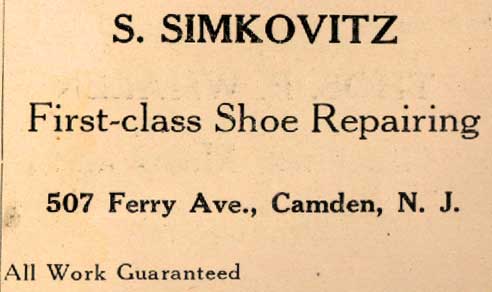 S. SIMKOVITZ
First-class Shoe Repairing
507 Ferry Ave., Camden, N. J.
All Work Guaranteed